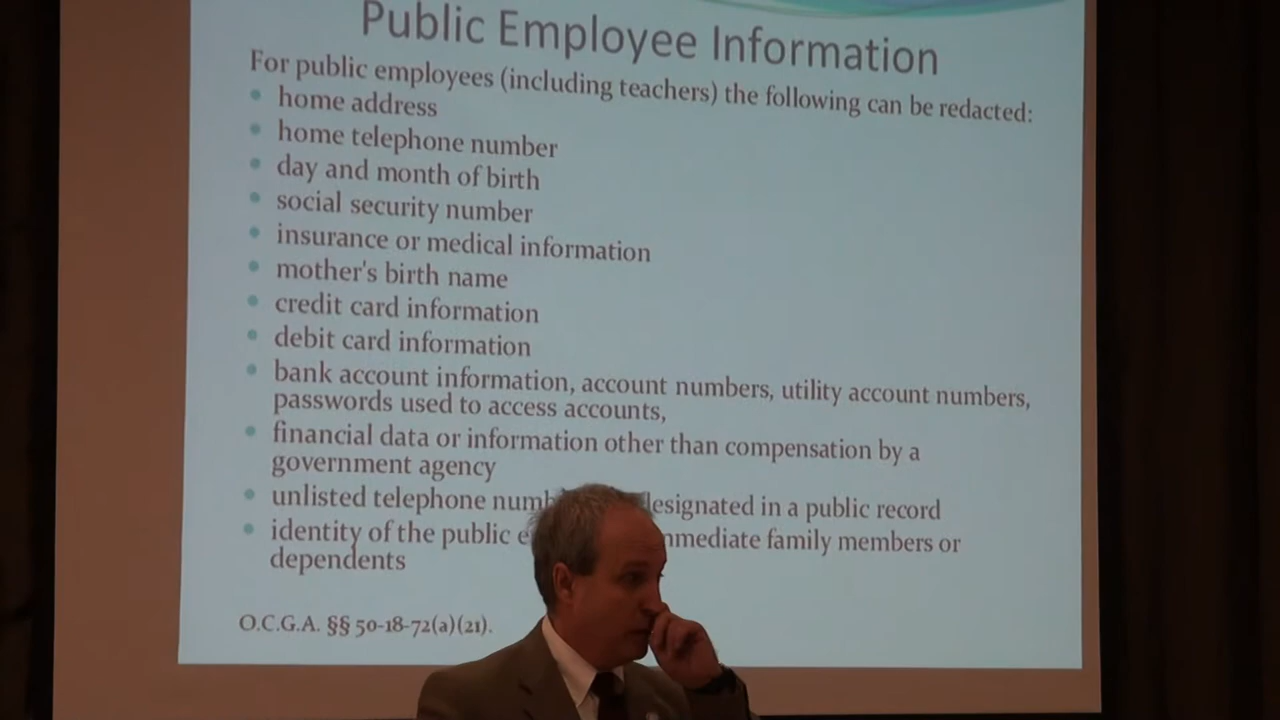 Public Employee Information
For public employees (including teachers) the following can be redacted:
home address
home telephone number
day and month of birth
social security number
insurance or medical information
mother's birth name
credit card information
debit card information
bank account information, account numbers, utility account numbers,
passwords used to access accounts,
financial data or information other than compensation by a
government agency
unlisted telephone designated in a public record
identity of the public immediate family members or
dependents
O.C.G.A. §§ 50-18-72(a)(21).